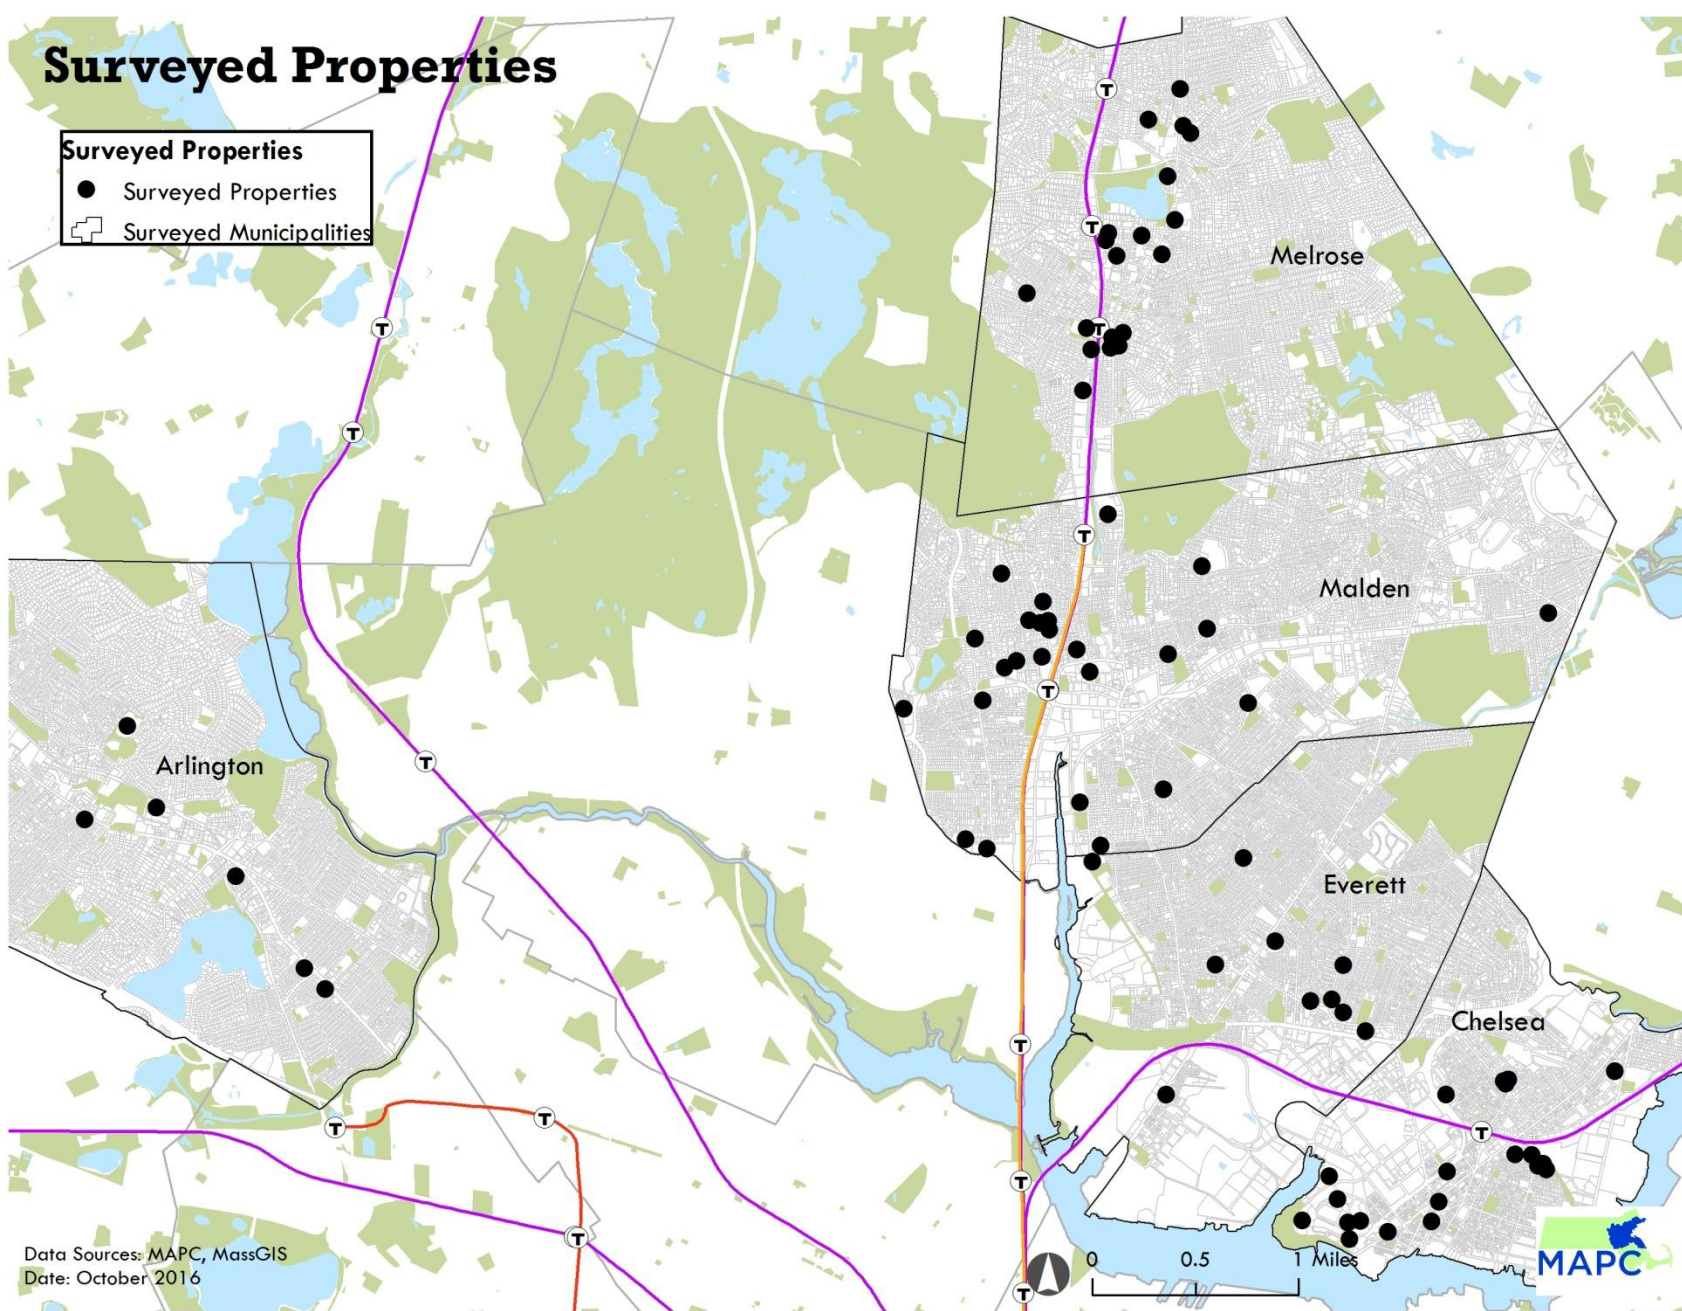 Surveyed Properties
Surveyed Properties
Surveyed Properties
Surveyed Municipalities
T
T
Melrose
T
T
T
T
Malden
T
T
Arlington
T
Everett
Chelsea
T
T
T
T
T
T
Data Sources: MAPC, MassGIS
Date: October 2016
0 0.5 1 Miles
T
MAPC